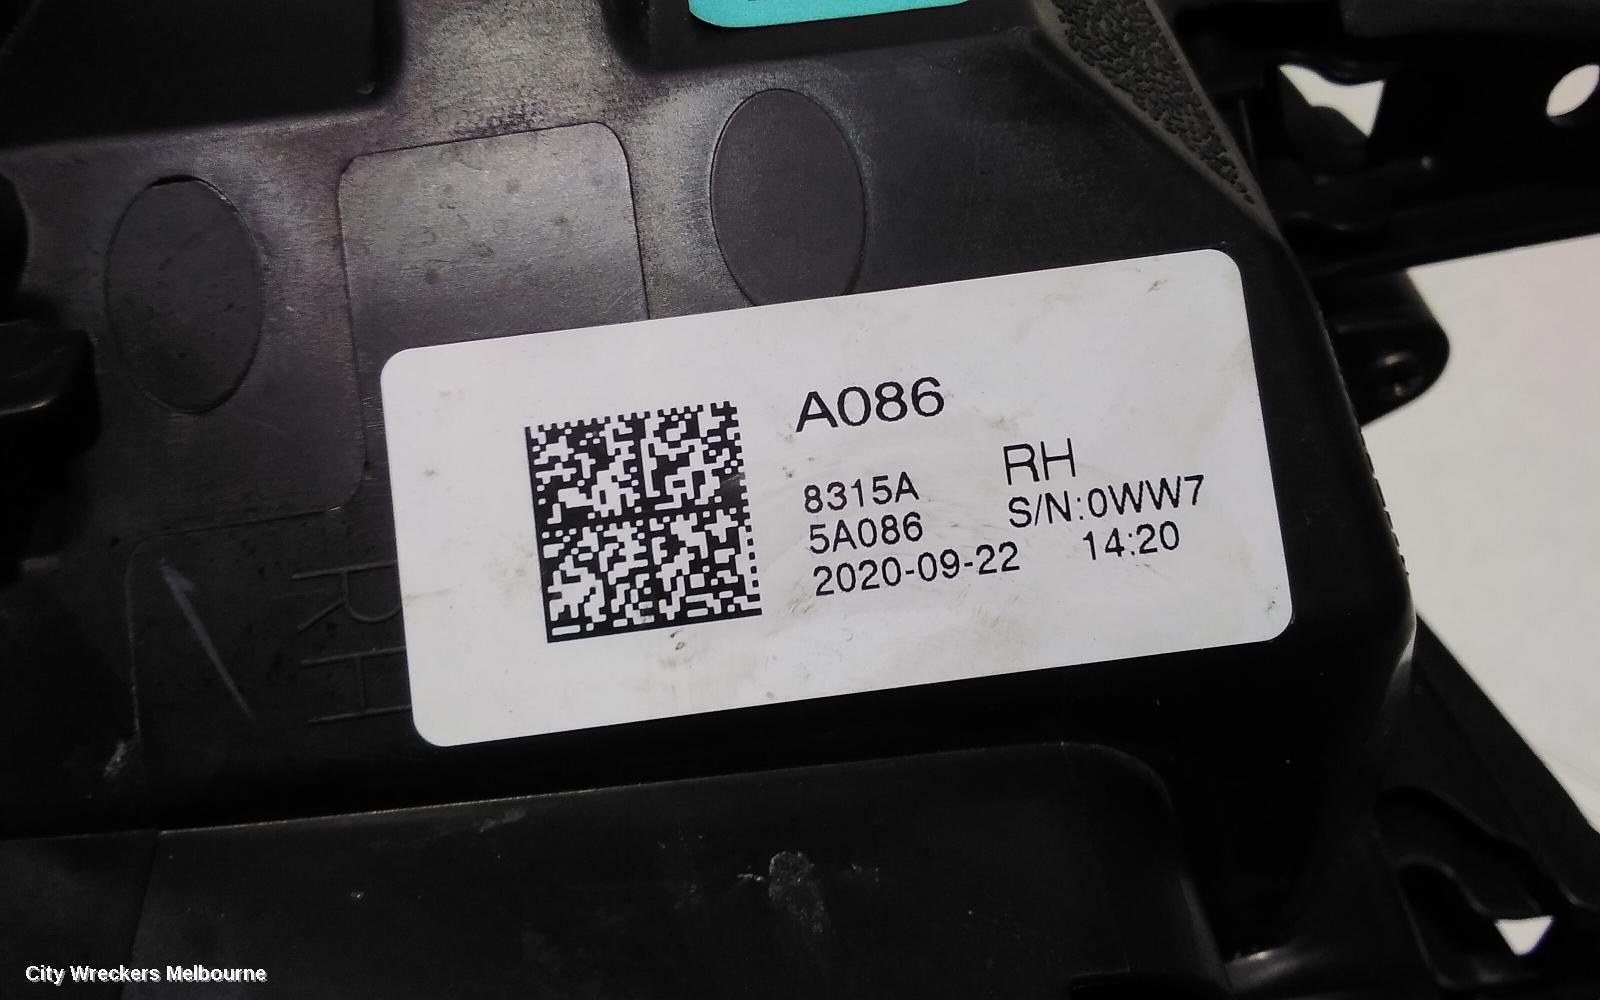 A086
RH
8315A
S/N:0WW7
5A086
14:20
2020-09-22
RH
City Wreckers Melbourne